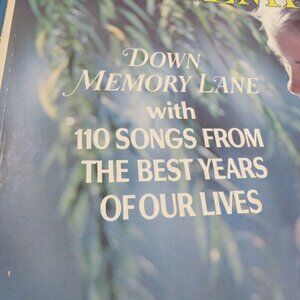 DOWN
MEMORY LANE
with
110 SONGS FROM
THE BEST YEARS
OF OUR LIVES